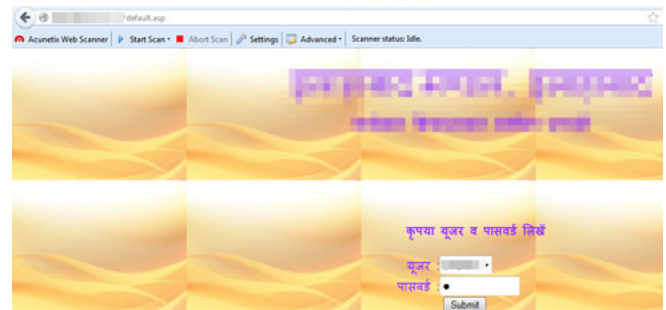 /default.asp
Acunetix Web Scanner Start Scan Abort Scan Settings Advanced Scanner status: Idle.
कृपया यूजर व पासवर्ड लिखें
यूजर :
पासवर्ड :
Submit